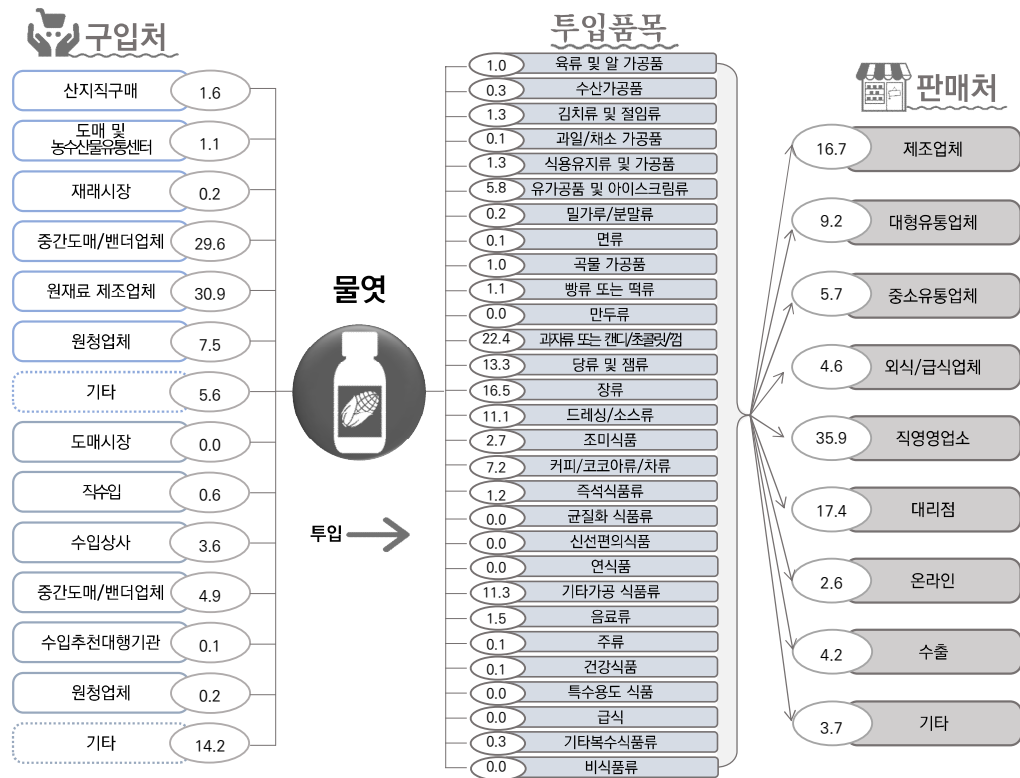 구입처
산지직구매
1.6
도매 및
농수산물유통센터
1.1
재래시장
0.2
중간도매/밴더업체
29.6
원재료 제조업체
30.9
원청업체
7.5
기타
5.6
도매시장
0.0
직수입
0.6
수입상사
3.6
중간도매/밴더업체
4.9
수입추천대행기관
0.1
원청업체
0.2
기타
14.2
물엿
투입
투입품목
1.0
육류 및 알 가공품
0.3
수산가공품
1.3
김치류 및 절임류
0.1
과일/채소 가공품
1.3
식용유지류 및 가공품
5.8
유가공품 및 아이스크림류
0.2
밀가루/분말류
0.1
면류
1.0
곡물 가공품
1.1
빵류 또는 떡류
0.0
만두류
22.4
과자류 또는 캔디/초콜릿/껌
13.3
당류 및 잼류
16.5
장류
11.1
드레싱/소스류
2.7
조미식품
7.2
커피/코코아류/차류
1.2
즉석식품류
0.0
균질화 식품류
0.0
신선편의식품
0.0
연식품
11.3
기타가공 식품류
1.5
음료류
0.1
주류
0.1
건강식품
0.0
특수용도 식품
0.0
급식
0.3
기타복수식품류
0.0
비식품류
판매처
16.7
제조업체
9.2
대형유통업체
5.7
중소유통업체
4.6
외식/급식업체
35.9
직영영업소
17.4
대리점
2.6
온라인
4.2
수출
3.7
기타